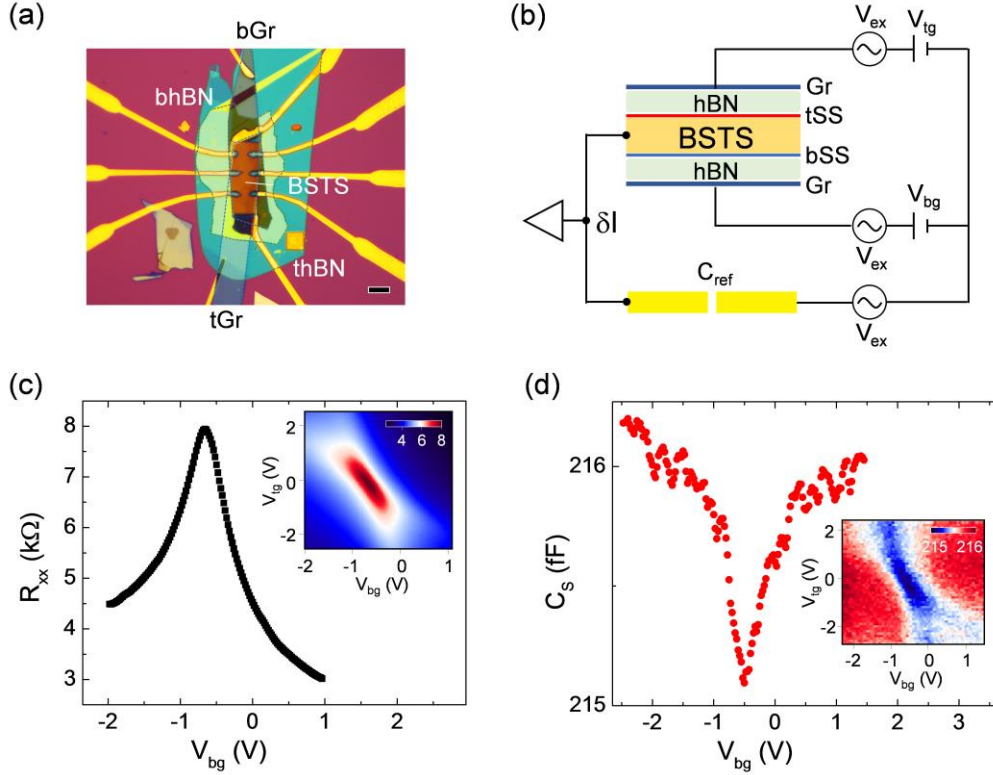 (a)
bGr
bhBN
BSTS
thBN
tGr
(b)
V_ex
V_tg
Gr
hBN
tSS
BSTS
bSS
hBN
Gr
δI
V_bg
V_ex
C_ref
V_ex
(c)
R_xx (kΩ)
8
7
6
5
4
3
-2 -1 0 1 2
V_bg (V)
4 6 8
V_tg (V)
2
0
-2
-2 -1 0 1
V_bg (V)
(d)
C_S (fF)
216
215
-2 -1 0 1 2 3
V_bg (V)
215 216
V_tg (V)
2
0
-2
-2 -1 0 1
V_bg (V)